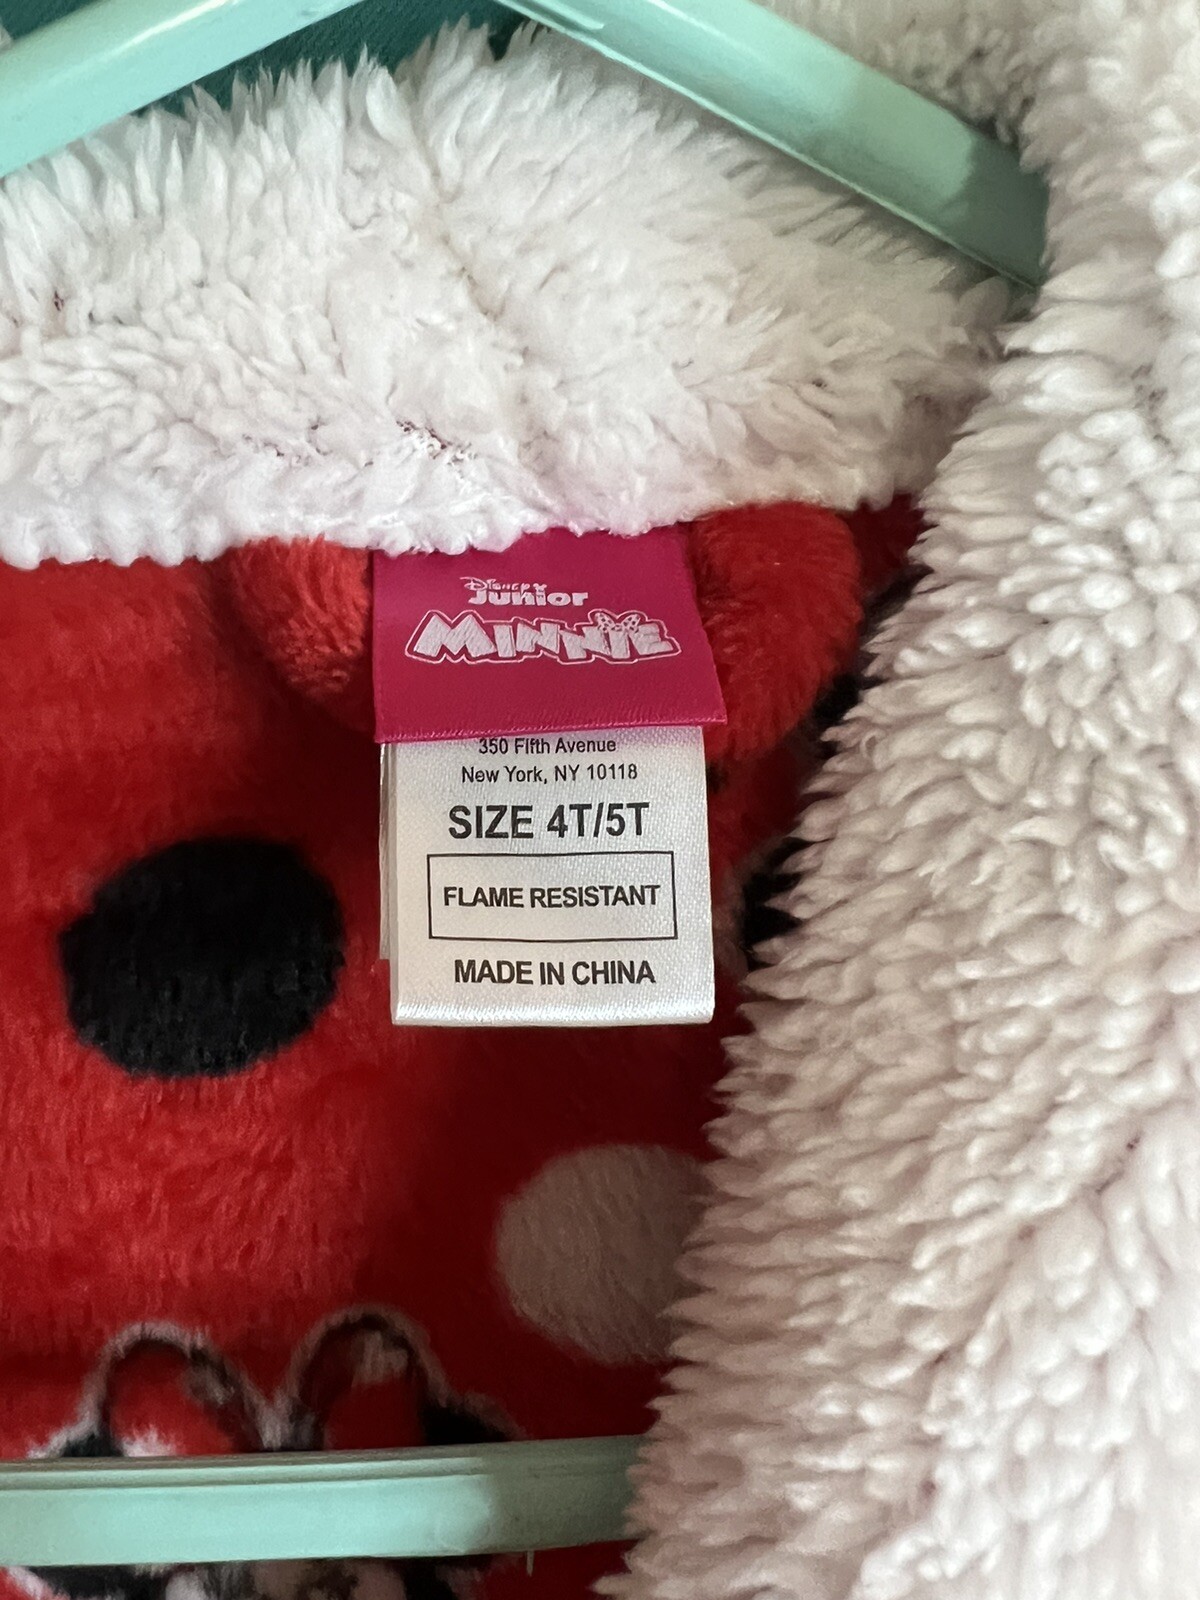 Disney
Junior
MINNIE
350 Fifth Avenue
New York, NY 10118
SIZE 4T/5T
FLAME RESISTANT
MADE IN CHINA